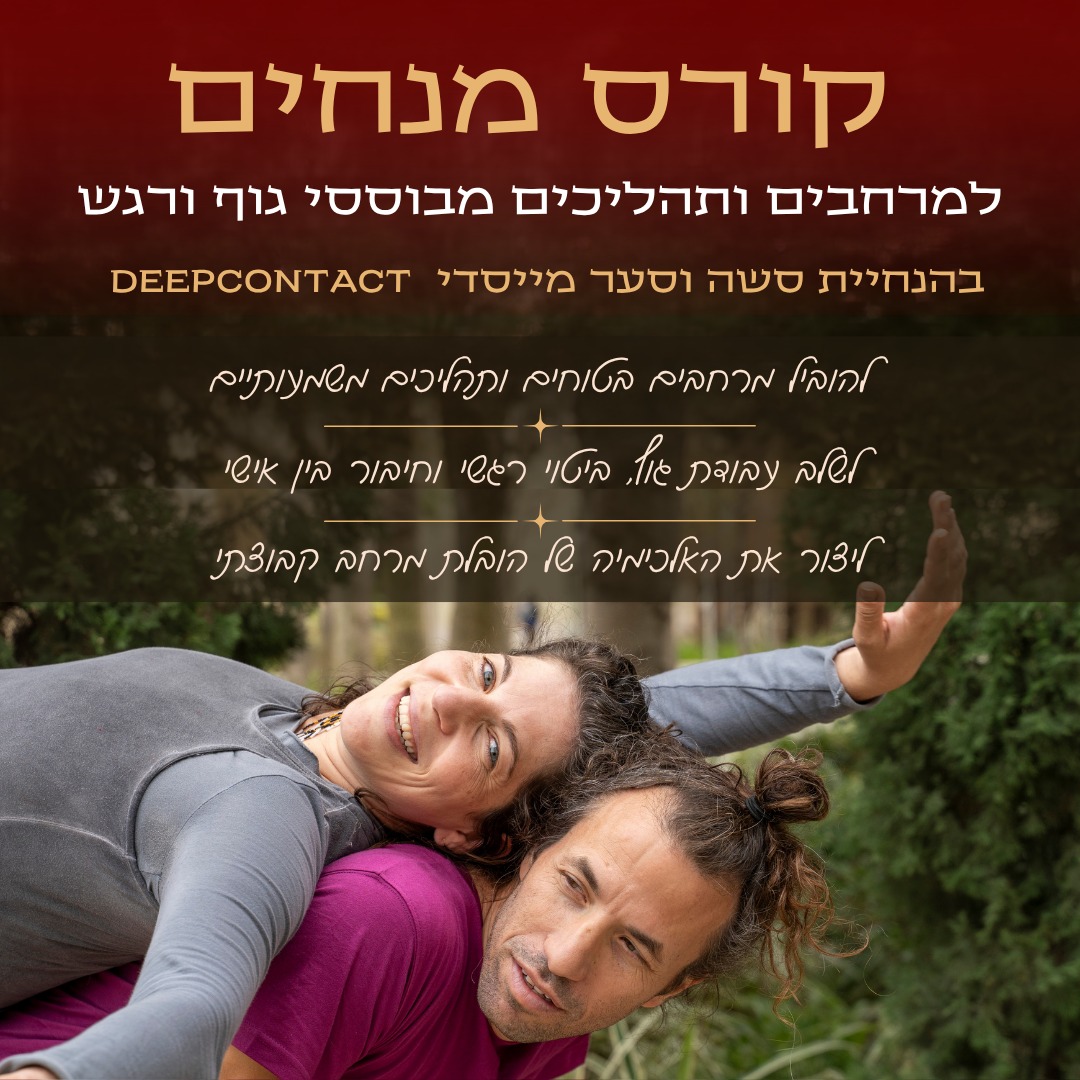 קורס מנחים
למרחבים ותהליכים מבוססי גוף ורגש
בהנחיית סשה וסער מייסדי DEEPCONTACT
להוביל מרחבים בטוחים ותהליכים משמעותיים
לשלב עבודת גוף, ביטוי רגשי וחיבור בין אישי
ליצור את האלכימיה של הובלת מרחב קבוצתי